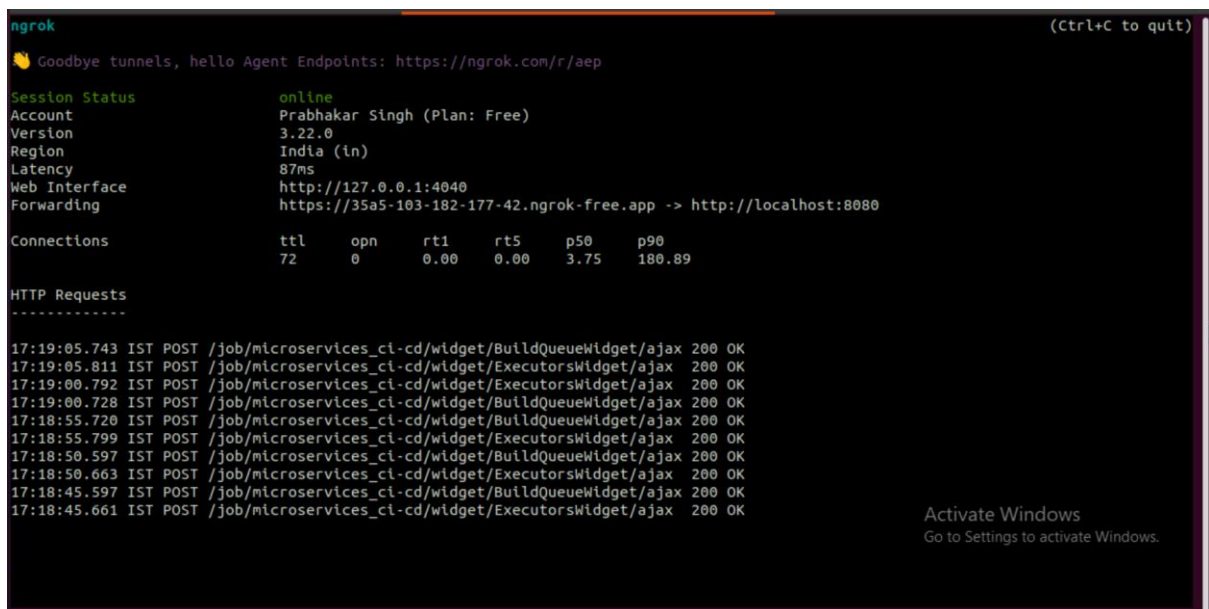 ngrok (Ctrl+C to quit)
👋 Goodbye tunnels, hello Agent Endpoints: https://ngrok.com/r/aep
Session Status online
Account Prabhakar Singh (Plan: Free)
Version 3.22.0
Region India (in)
Latency 87ms
Web Interface http://127.0.0.1:4040
Forwarding https://35a5-103-182-177-42.ngrok-free.app -> http://localhost:8080
Connections ttl opn rt1 rt5 p50 p90
72 0 0.00 0.00 3.75 180.89
HTTP Requests
-------------
17:19:05.743 IST POST /job/microservices_ci-cd/widget/BuildQueueWidget/ajax 200 OK
17:19:05.811 IST POST /job/microservices_ci-cd/widget/ExecutorsWidget/ajax 200 OK
17:19:00.792 IST POST /job/microservices_ci-cd/widget/ExecutorsWidget/ajax 200 OK
17:19:00.728 IST POST /job/microservices_ci-cd/widget/BuildQueueWidget/ajax 200 OK
17:18:55.720 IST POST /job/microservices_ci-cd/widget/BuildQueueWidget/ajax 200 OK
17:18:55.799 IST POST /job/microservices_ci-cd/widget/ExecutorsWidget/ajax 200 OK
17:18:50.597 IST POST /job/microservices_ci-cd/widget/BuildQueueWidget/ajax 200 OK
17:18:50.663 IST POST /job/microservices_ci-cd/widget/ExecutorsWidget/ajax 200 OK
17:18:45.597 IST POST /job/microservices_ci-cd/widget/BuildQueueWidget/ajax 200 OK
17:18:45.661 IST POST /job/microservices_ci-cd/widget/ExecutorsWidget/ajax 200 OK
Activate Windows
Go to Settings to activate Windows.